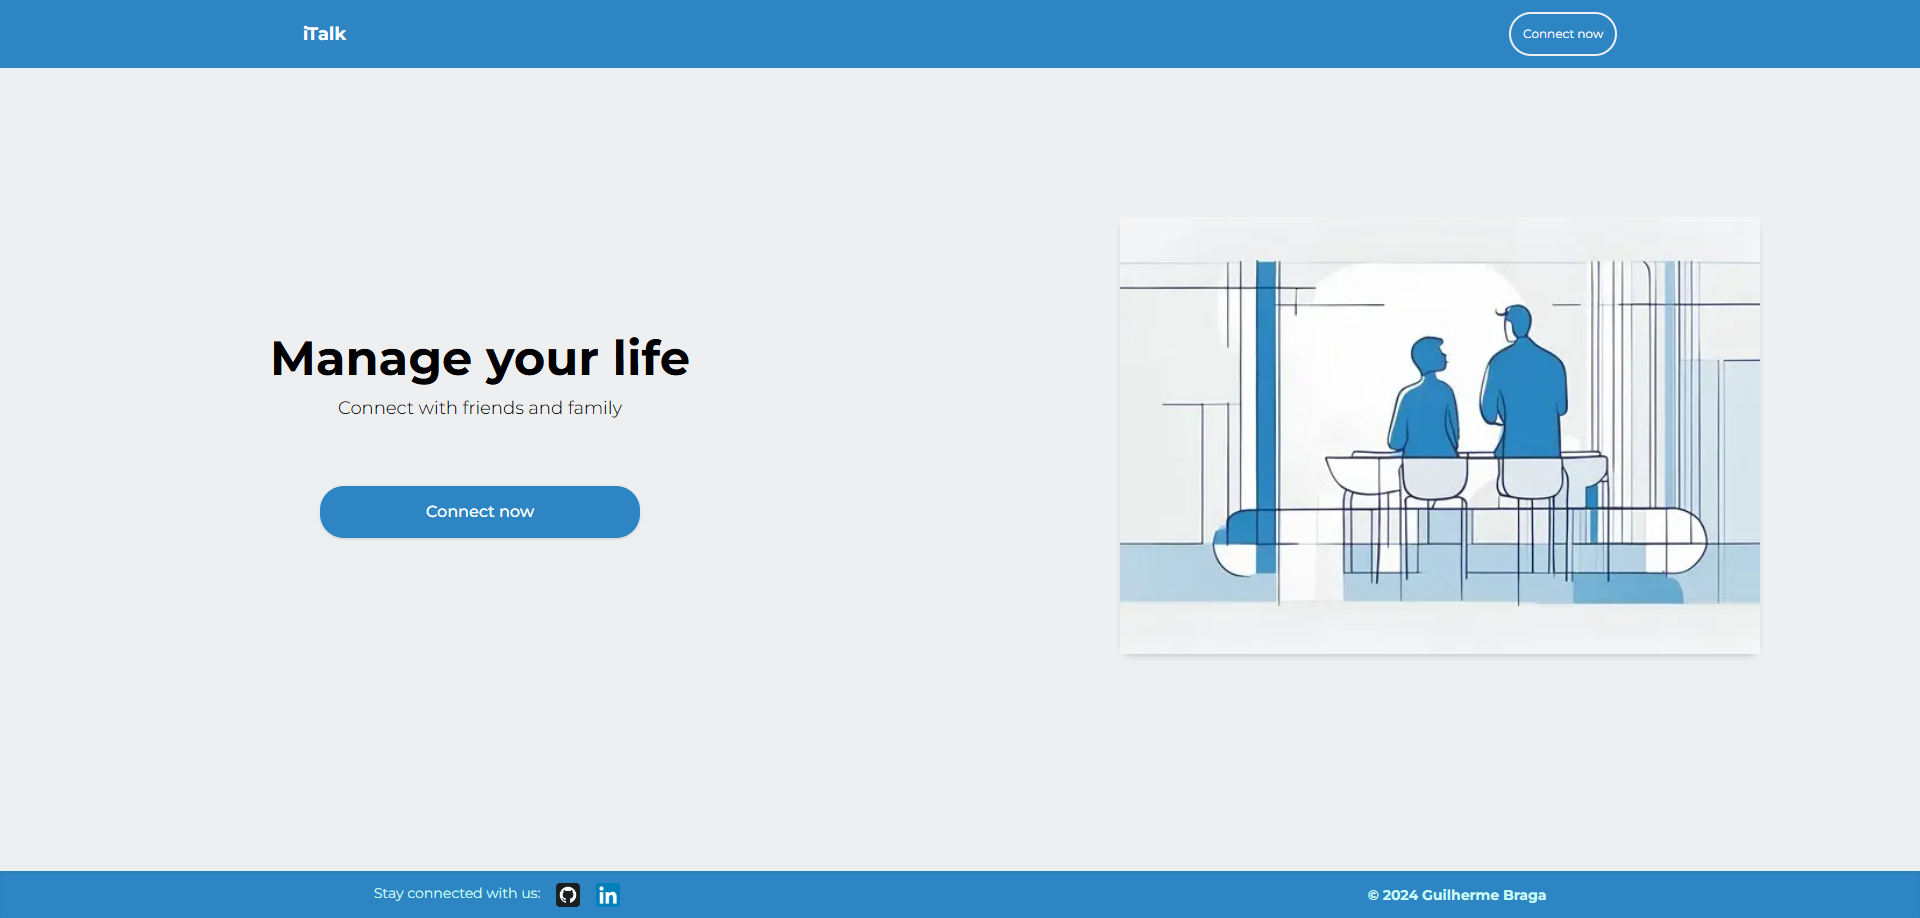 iTalk
Connect now
Manage your life
Connect with friends and family
Connect now
Stay connected with us:
in
© 2024 Guilherme Braga